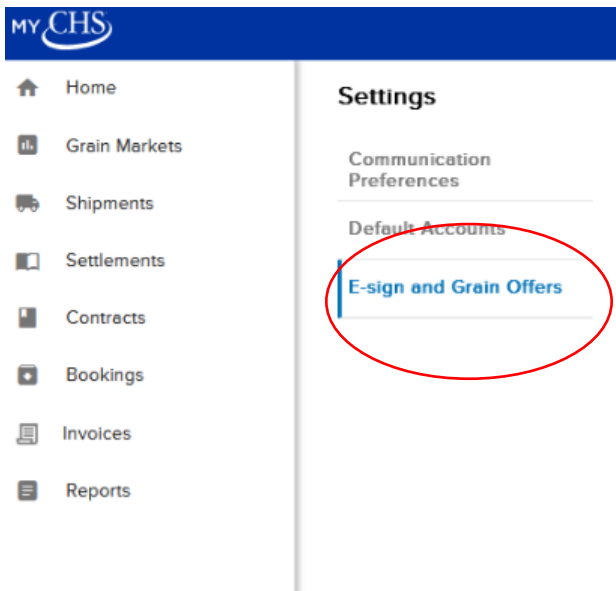 MY CHS
Home
Grain Markets
Shipments
Settlements
Contracts
Bookings
Invoices
Reports
Settings
Communication
Preferences
Default Accounts
E-sign and Grain Offers